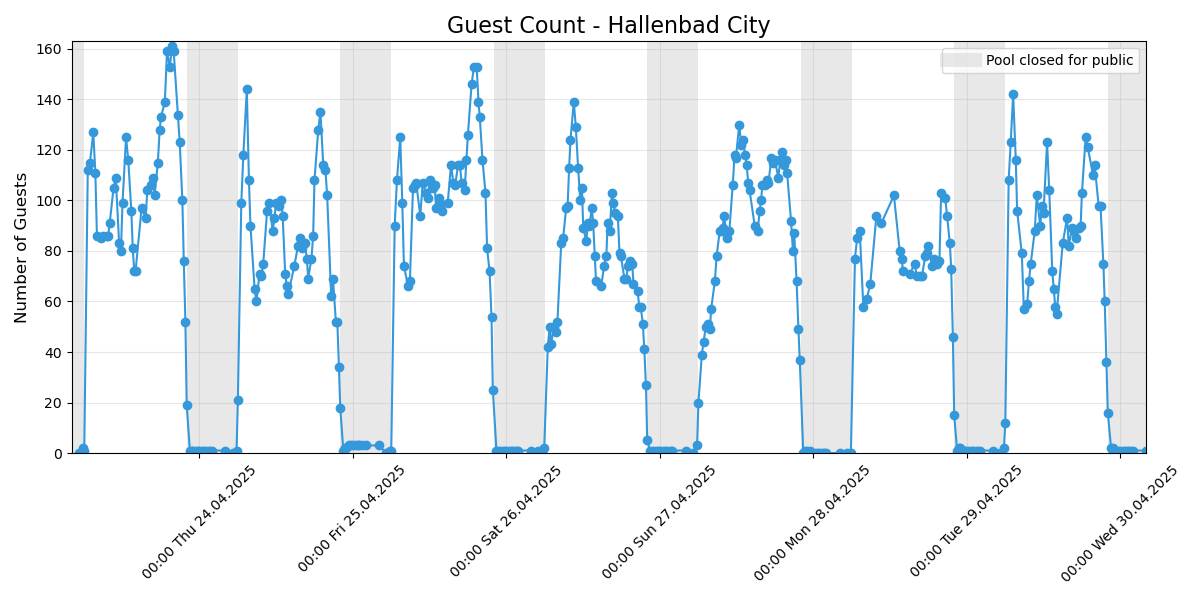 Guest Count - Hallenbad City
Pool closed for public
Number of Guests
160
140
120
100
80
60
40
20
0
00:00 Thu 24.04.2025
00:00 Fri 25.04.2025
00:00 Sat 26.04.2025
00:00 Sun 27.04.2025
00:00 Mon 28.04.2025
00:00 Tue 29.04.2025
00:00 Wed 30.04.2025